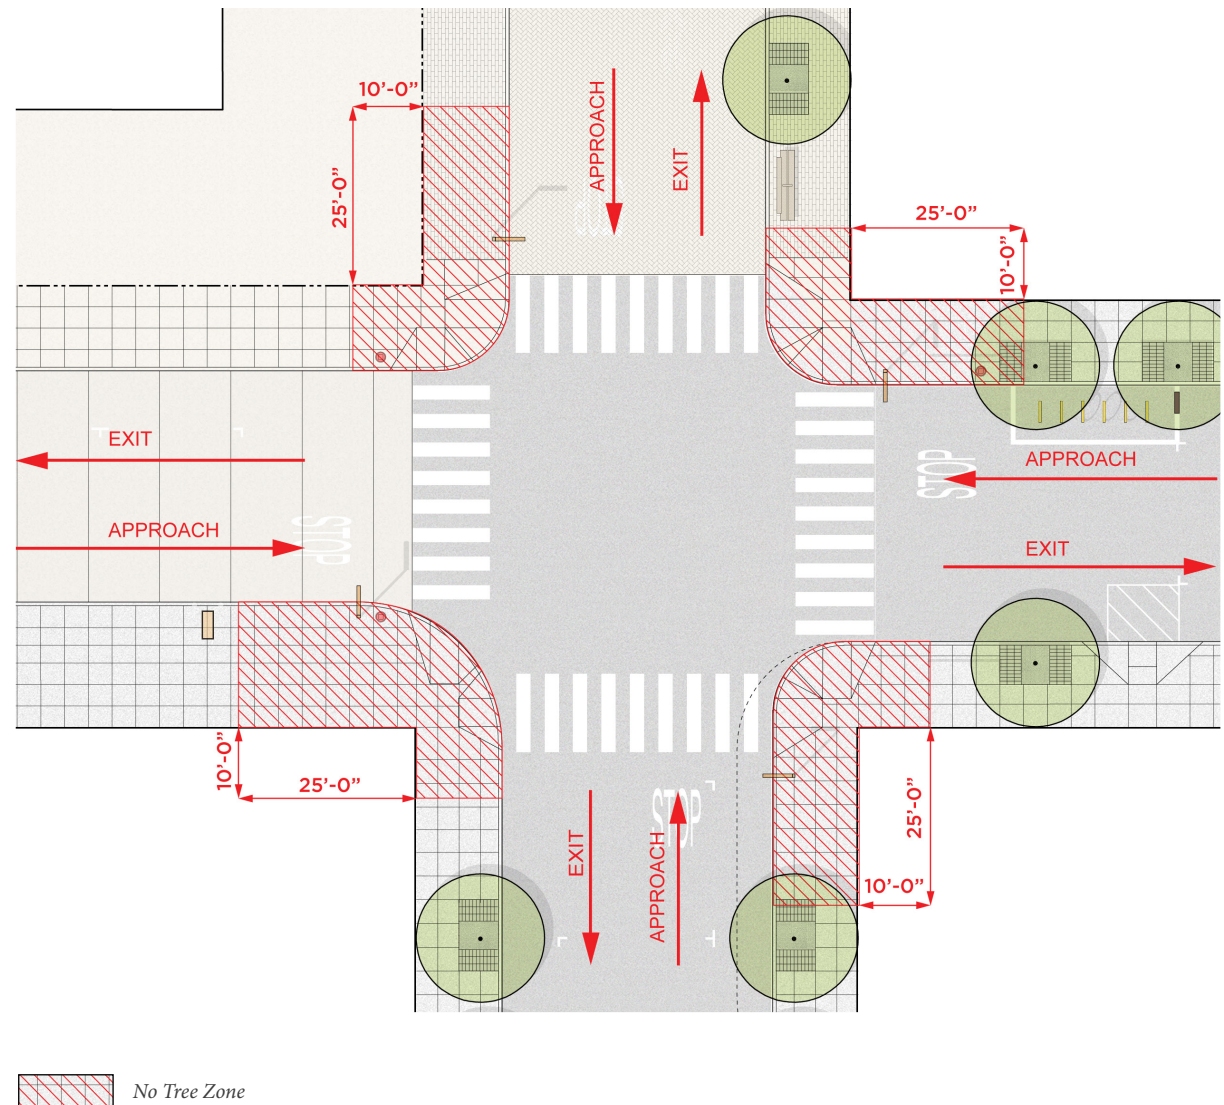 10’-0”
25’-0”
APPROACH
EXIT
STOP
25’-0”
10’-0”
EXIT
APPROACH
STOP
STOP
APPROACH
EXIT
10’-0”
25’-0”
EXIT
STOP
APPROACH
25’-0”
10’-0”
No Tree Zone